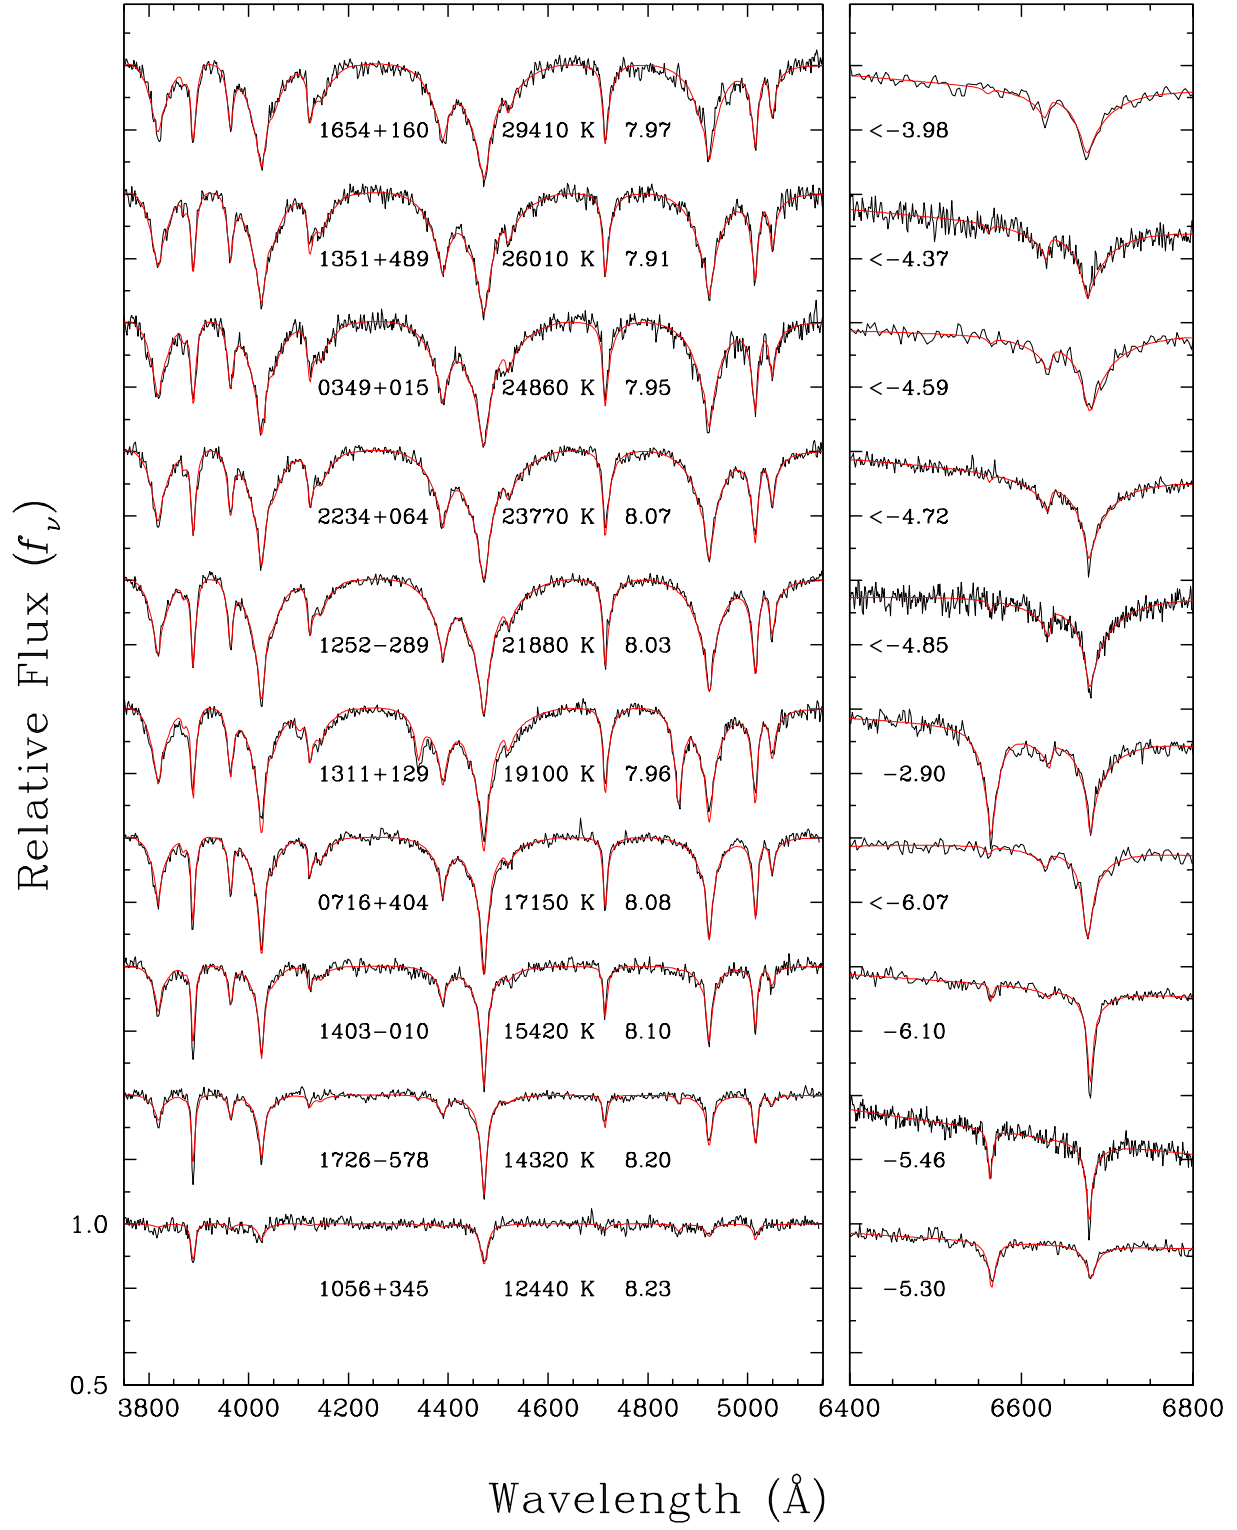 1654+160 29410 K 7.97 <−3.98
1351+489 26010 K 7.91 <−4.37
0349+015 24860 K 7.95 <−4.59
2234+064 23770 K 8.07 <−4.72
1252−289 21880 K 8.03 <−4.85
1311+129 19100 K 7.96 −2.90
0716+404 17150 K 8.08 <−6.07
1403−010 15420 K 8.10 −6.10
1726−578 14320 K 8.20 −5.46
1.0
1056+345 12440 K 8.23 −5.30
0.5
3800 4000 4200 4400 4600 4800 5000 6400 6600 6800
Relative Flux (fν)
Wavelength (Å)